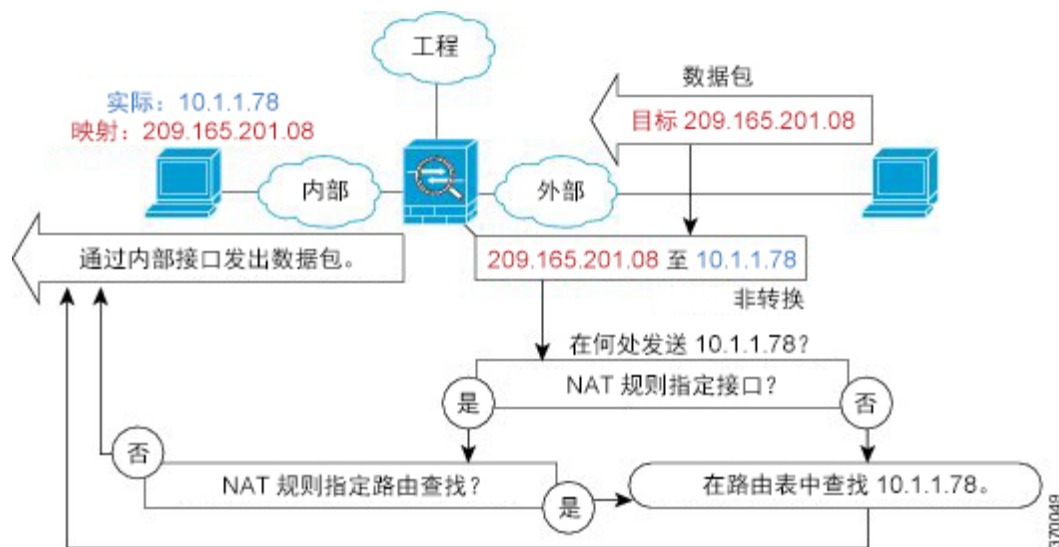 工程
数据包
实际：10.1.1.78
映射：209.165.201.08
目标 209.165.201.08
内部
外部
通过内部接口发出数据包。
209.165.201.08 至 10.1.1.78
非转换
在何处发送 10.1.1.78？
NAT 规则指定接口？
是
否
否
NAT 规则指定路由查找？
是
在路由表中查找 10.1.1.78。
370049